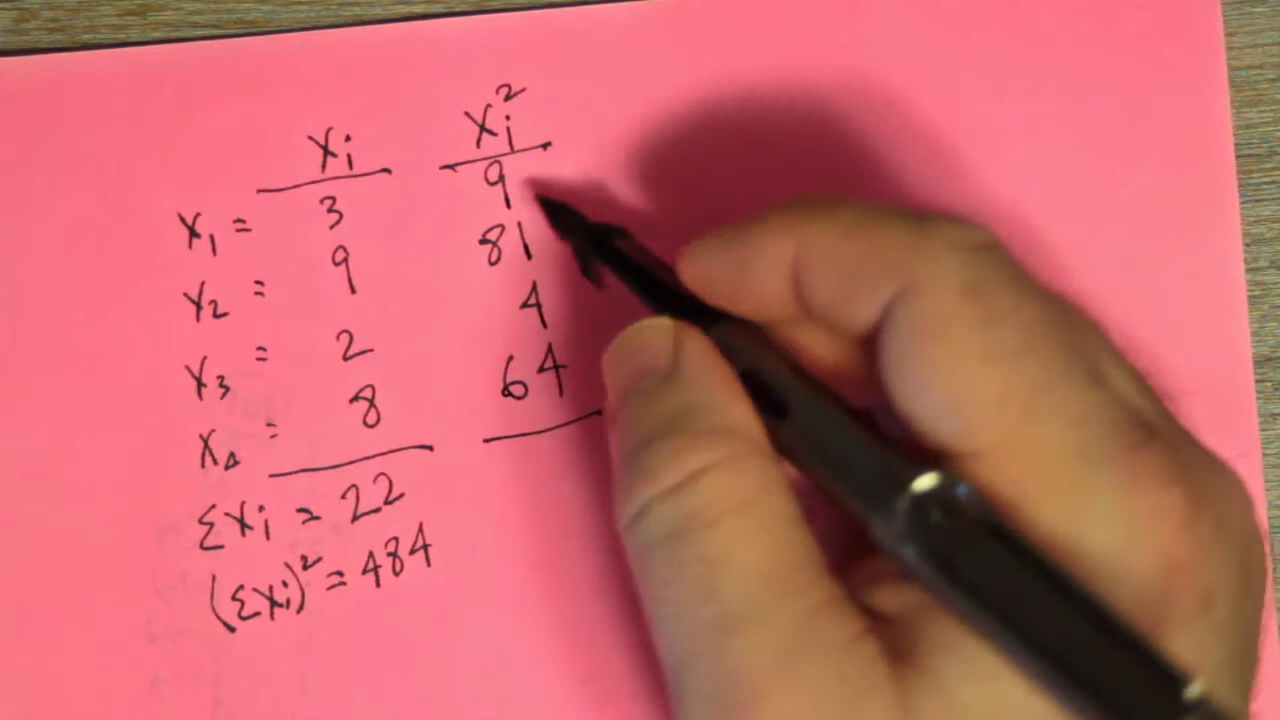 Xi Xi²
X₁ = 3 9
X₂ = 9 81
X₃ = 2 4
X₄ = 8 64
ΣXi = 22
(ΣXi)² = 484